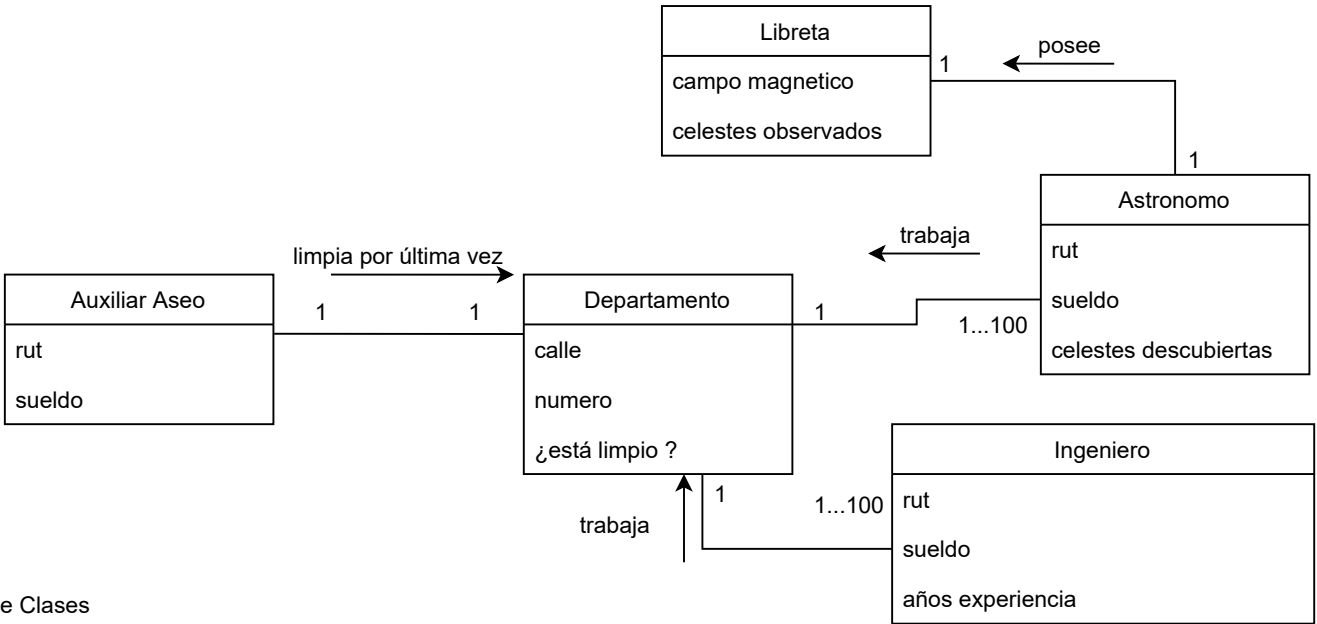 Libreta
campo magnetico
celestes observados
1
posee
1
Astronomo
rut
sueldo
celestes descubiertas
trabaja
limpia por última vez
Auxiliar Aseo
rut
sueldo
1
1
Departamento
calle
numero
¿está limpio ?
1
1...100
Ingeniero
rut
sueldo
años experiencia
1
1...100
trabaja
e Clases